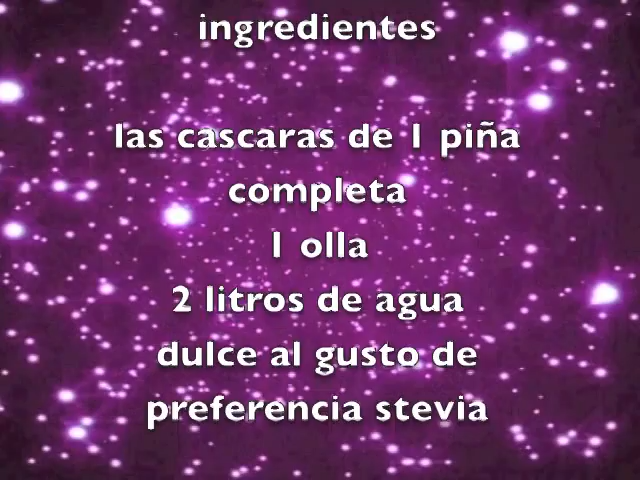 ingredientes
las cascaras de 1 piña
completa
1 olla
2 litros de agua
dulce al gusto de
preferencia stevia